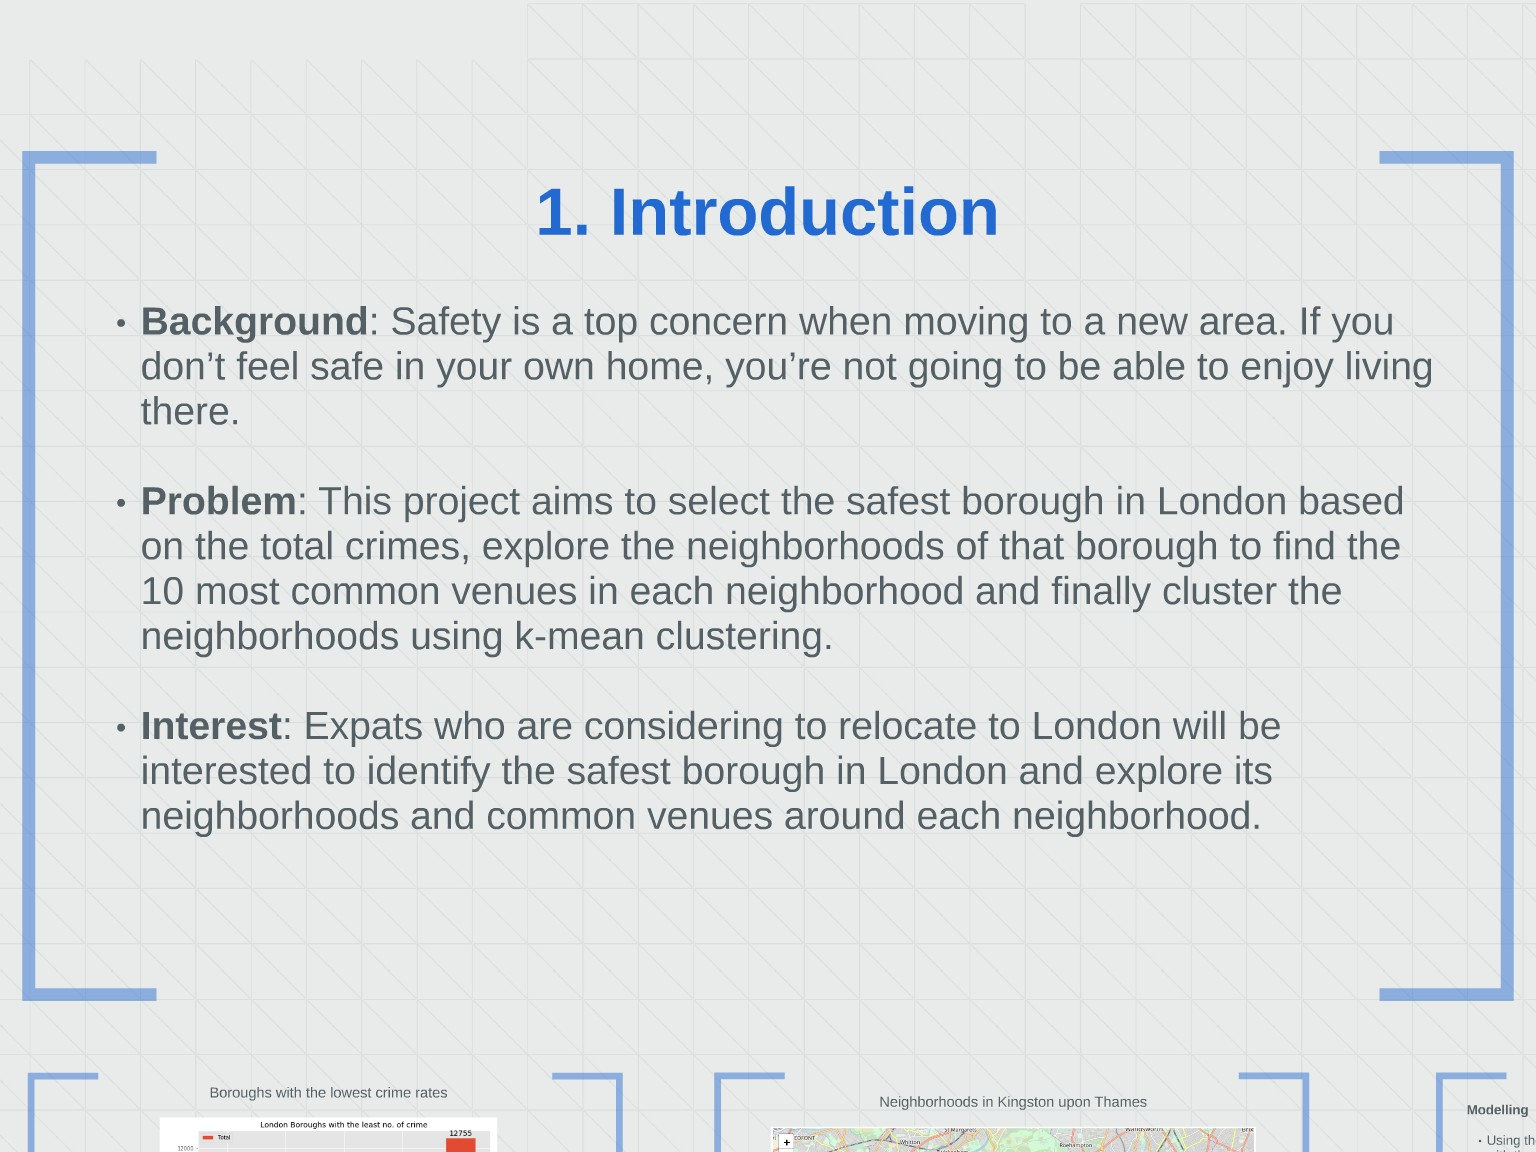 1. Introduction
• Background: Safety is a top concern when moving to a new area. If you
don’t feel safe in your own home, you’re not going to be able to enjoy living
there.
• Problem: This project aims to select the safest borough in London based
on the total crimes, explore the neighborhoods of that borough to find the
10 most common venues in each neighborhood and finally cluster the
neighborhoods using k-mean clustering.
• Interest: Expats who are considering to relocate to London will be
interested to identify the safest borough in London and explore its
neighborhoods and common venues around each neighborhood.
Boroughs with the lowest crime rates
London Boroughs with the least no. of crime
12755
Total
12000
Neighborhoods in Kingston upon Thames
+
Whitton
Roehampton
Modelling
• Using th